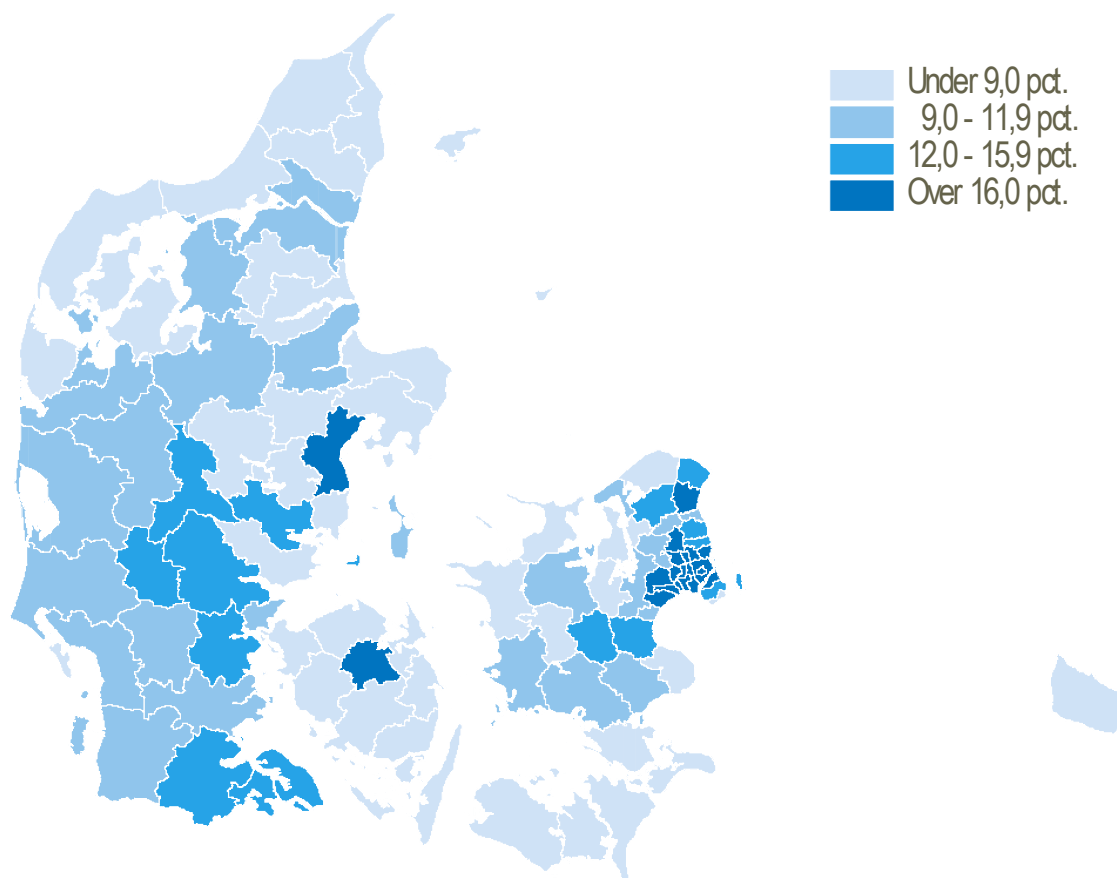 Under 9,0 pct.
9,0 - 11,9 pct.
12,0 - 15,9 pct.
Over 16,0 pct.